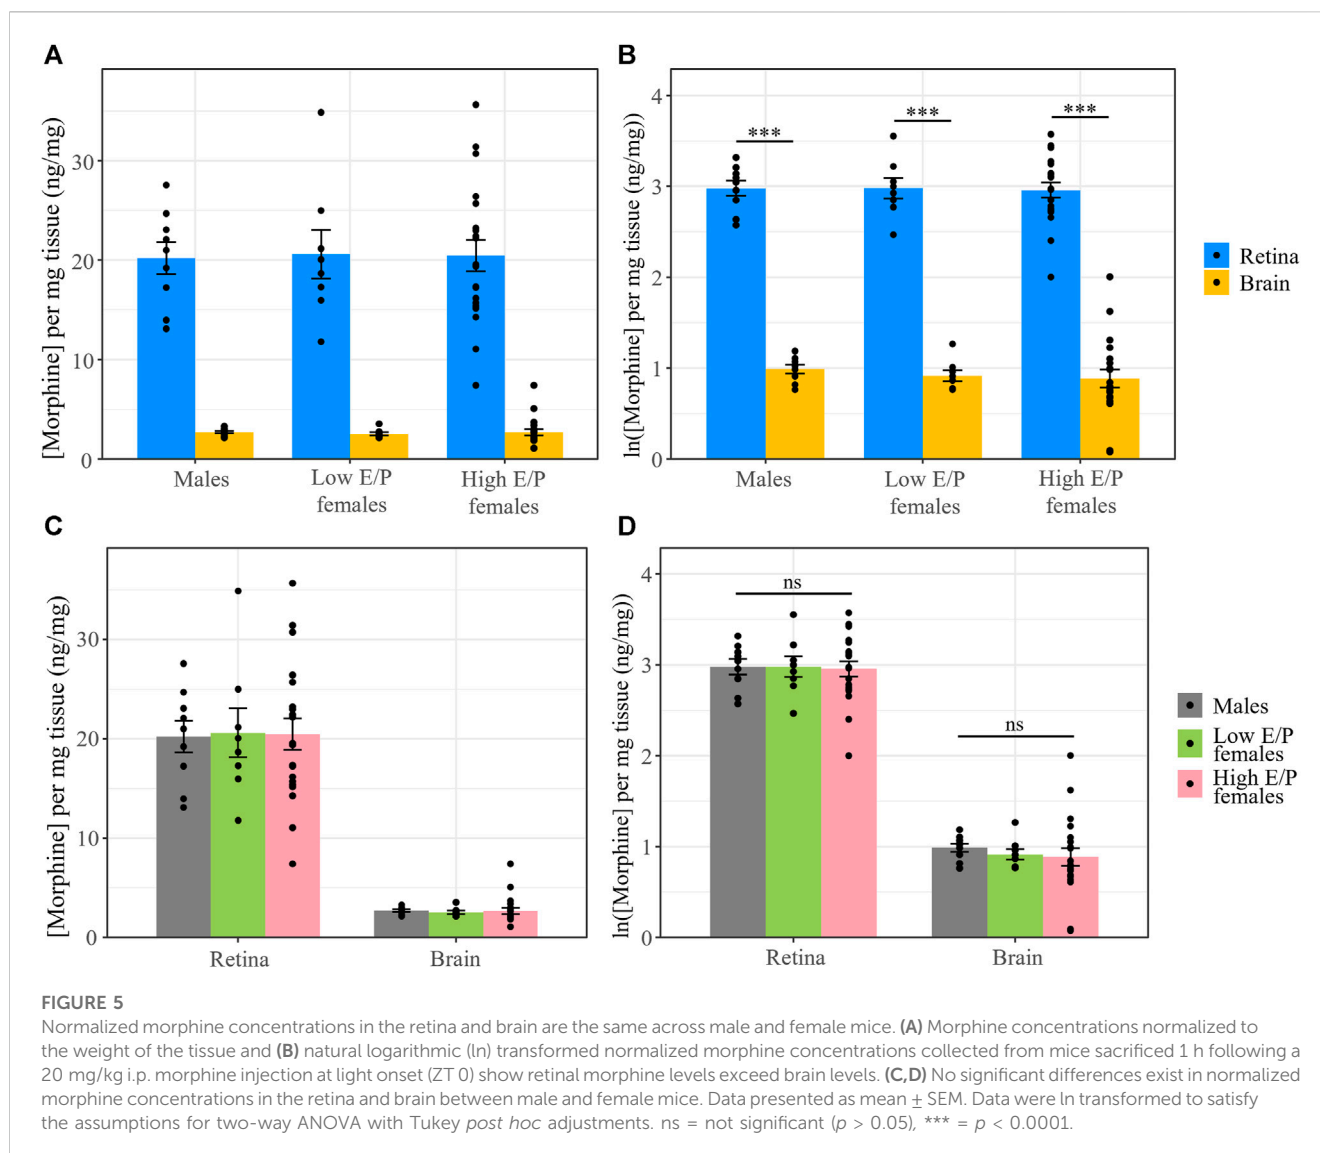 A
[Morphine] per mg tissue (ng/mg)
30
20
10
0
Males
Low E/P
females
High E/P
females
B
ln([Morphine] per mg tissue (ng/mg))
4
3
2
1
0
***
***
***
Males
Low E/P
females
High E/P
females
Retina
Brain
C
[Morphine] per mg tissue (ng/mg)
30
20
10
0
Retina
Brain
D
ln([Morphine] per mg tissue (ng/mg))
4
3
2
1
0
ns
ns
Retina
Brain
Males
Low E/P
females
High E/P
females
FIGURE 5
Normalized morphine concentrations in the retina and brain are the same across male and female mice. (A) Morphine concentrations normalized to
the weight of the tissue and (B) natural logarithmic (ln) transformed normalized morphine concentrations collected from mice sacrificed 1 h following a
20 mg/kg i.p. morphine injection at light onset (ZT 0) show retinal morphine levels exceed brain levels. (C,D) No significant differences exist in normalized
morphine concentrations in the retina and brain between male and female mice. Data presented as mean ± SEM. Data were ln transformed to satisfy
the assumptions for two-way ANOVA with Tukey post hoc adjustments. ns = not significant (p > 0.05), *** = p < 0.0001.